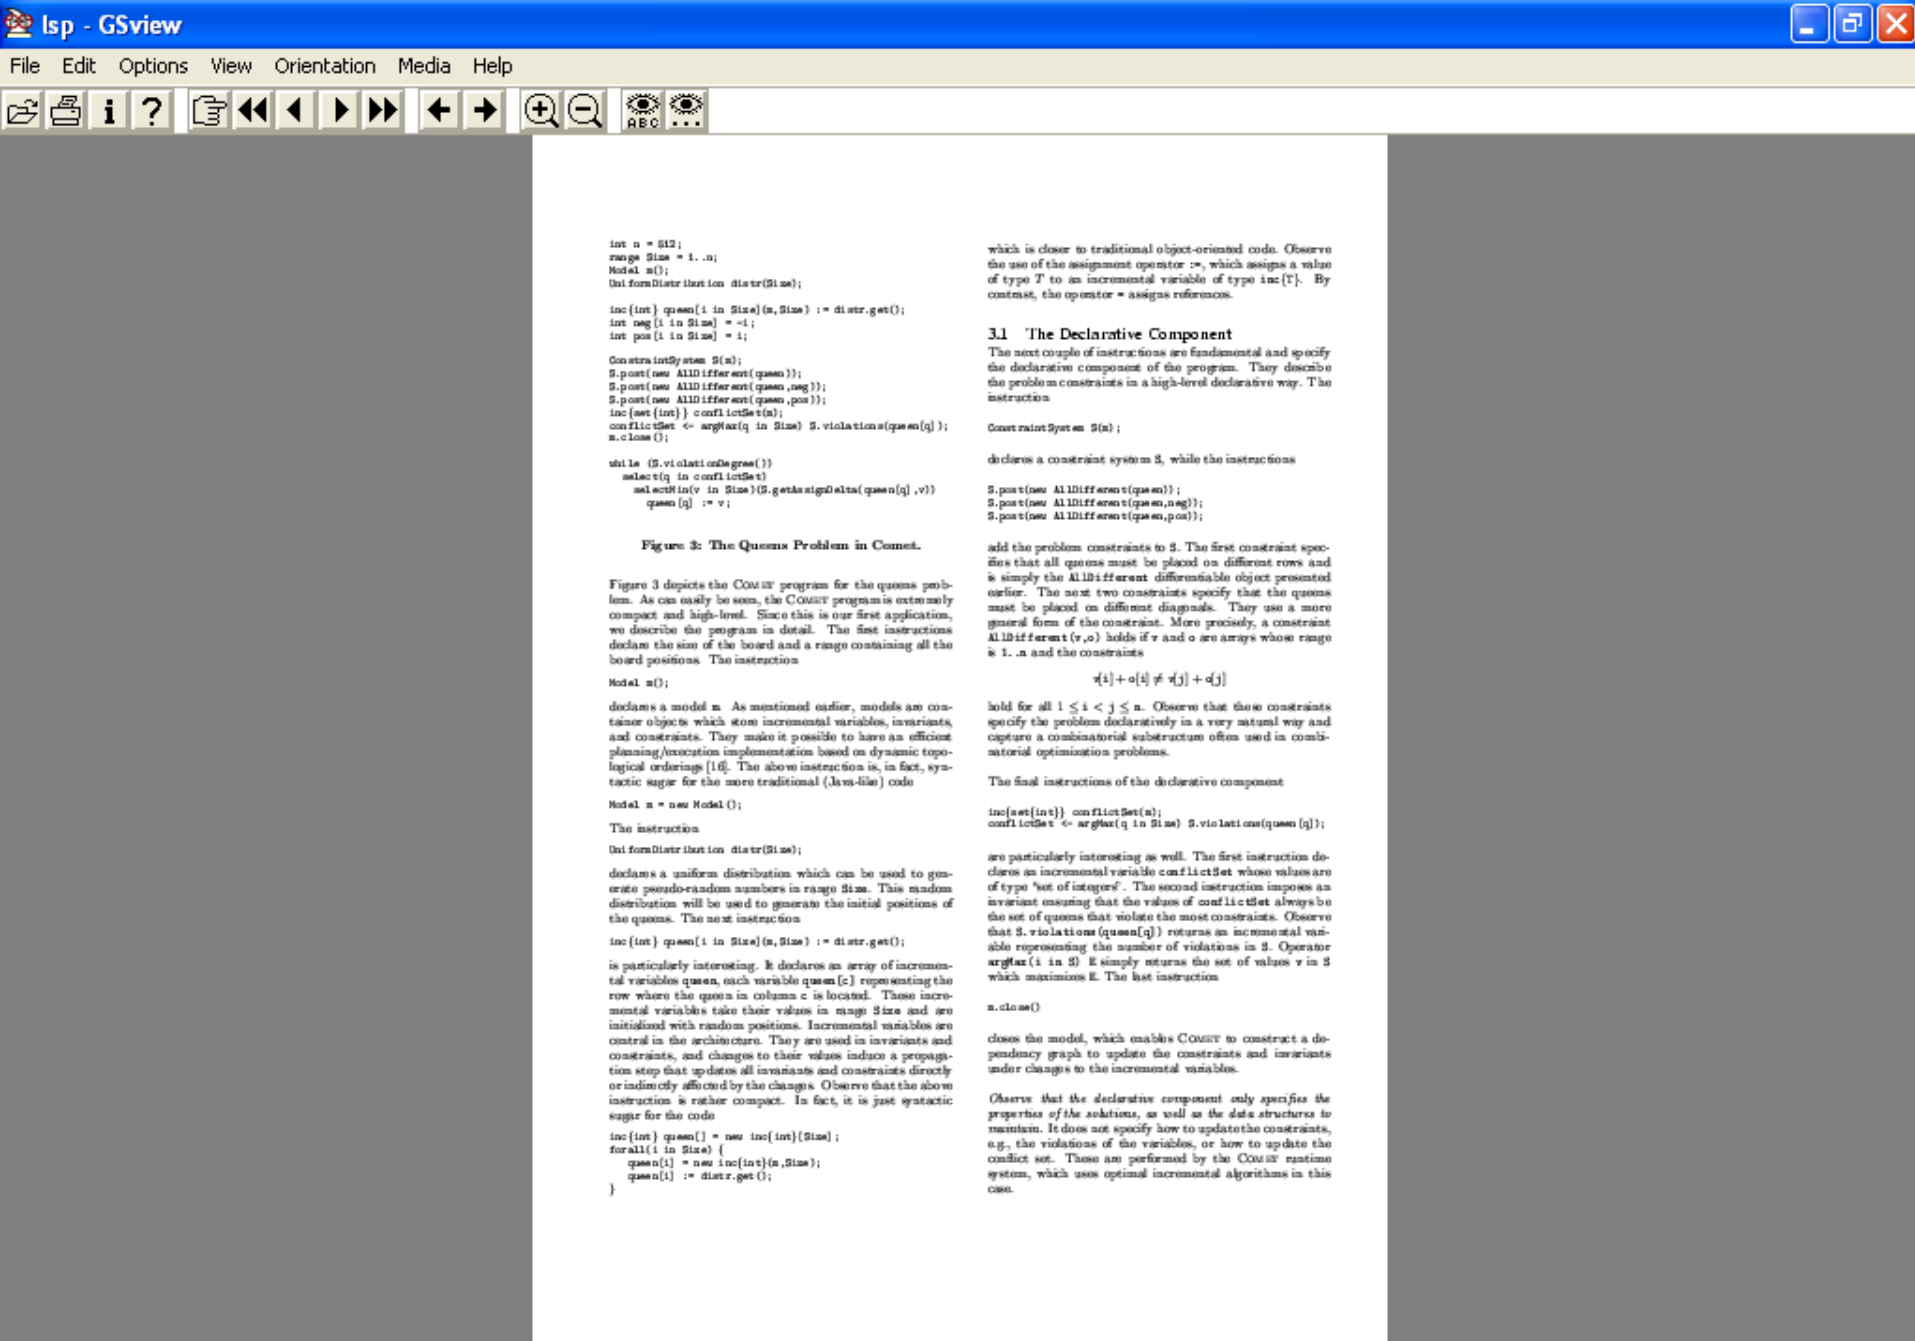 lsp - GSview
File Edit Options View Orientation Media Help
ABC
int n = 512;
range Size = 1..n;
Model m();
UniformDistribution distr(Size);
inc{int} queen[i in Size](m,Size) := distr.get();
int neg[i in Size] = -i;
int pos[i in Size] = i;
ConstraintSystem S(m);
S.post(new AllDifferent(queen));
S.post(new AllDifferent(queen,neg));
S.post(new AllDifferent(queen,pos));
inc{set{int}} conflictSet(m);
conflictSet <- argMax(q in Size) S.violations(queen[q]);
m.close();
while (S.violationDegree())
select(q in conflictSet)
selectMin(v in Size)(S.getAssignDelta(queen[q],v))
queen[q] := v;
Figure 3: The Queens Problem in Comet.
Figure 3 depicts the COMET program for the queens prob-
lem. As can easily be seen, the COMET program is extremely
compact and high-level. Since this is our first application,
we describe the program in detail. The first instructions
declare the size of the board and a range containing all the
board positions. The instruction
Model m();
declares a model m. As mentioned earlier, models are con-
tainer objects which store incremental variables, invariants,
and constraints. They make it possible to have an efficient
planning/execution implementation based on dynamic topo-
logical orderings [16]. The above instruction is, in fact, syn-
tactic sugar for the more traditional (Java-like) code
Model m = new Model();
The instruction
UniformDistribution distr(Size);
declares a uniform distribution which can be used to gen-
erate pseudo-random numbers in range Size. This random
distribution will be used to generate the initial positions of
the queens. The next instruction
inc{int} queen[i in Size](m,Size) := distr.get();
is particularly interesting. It declares an array of incremen-
tal variables queen, each variable queen[c] representing the
row where the queen in column c is located. These incre-
mental variables take their values in range Size and are
initialized with random positions. Incremental variables are
central in the architecture. They are used in invariants and
constraints, and changes to their values induce a propaga-
tion step that updates all invariants and constraints directly
or indirectly affected by the changes. Observe that the above
instruction is rather compact. In fact, it is just syntactic
sugar for the code
inc{int} queen[] = new inc{int}[Size];
forall(i in Size) {
queen[i] = new inc{int}(m,Size);
queen[i] := distr.get();
}
which is closer to traditional object-oriented code. Observe
the use of the assignment operator :=, which assigns a value
of type T to an incremental variable of type inc{T}. By
contrast, the operator = assigns references.
3.1 The Declarative Component
The next couple of instructions are fundamental and specify
the declarative component of the program. They describe
the problem constraints in a high-level declarative way. The
instruction
ConstraintSystem S(m);
declares a constraint system S, while the instructions
S.post(new AllDifferent(queen));
S.post(new AllDifferent(queen,neg));
S.post(new AllDifferent(queen,pos));
add the problem constraints to S. The first constraint spec-
ifies that all queens must be placed on different rows and
is simply the AllDifferent differentiable object presented
earlier. The next two constraints specify that the queens
must be placed on different diagonals. They use a more
general form of the constraint. More precisely, a constraint
AllDifferent(v,o) holds if v and o are arrays whose range
is 1..n and the constraints
v[i] + o[i] ≠ v[j] + o[j]
hold for all 1 ≤ i < j ≤ n. Observe that these constraints
specify the problem declaratively in a very natural way and
capture a combinatorial substructure often used in combi-
natorial optimization problems.
The final instructions of the declarative component
inc{set{int}} conflictSet(m);
conflictSet <- argMax(q in Size) S.violations(queen[q]);
are particularly interesting as well. The first instruction de-
clares an incremental variable conflictSet whose values are
of type "set of integers". The second instruction imposes an
invariant ensuring that the values of conflictSet always be
the set of queens that violate the most constraints. Observe
that S.violations(queen[q]) returns an incremental vari-
able representing the number of violations in S. Operator
argMax(i in S) E simply returns the set of values v in S
which maximizes E. The last instruction
m.close()
closes the model, which enables COMET to construct a de-
pendency graph to update the constraints and invariants
under changes to the incremental variables.
Observe that the declarative component only specifies the
properties of the solutions, as well as the data structures to
maintain. It does not specify how to update the constraints,
e.g., the violations of the variables, or how to update the
conflict set. These are performed by the COMET runtime
system, which uses optimal incremental algorithms in this
case.